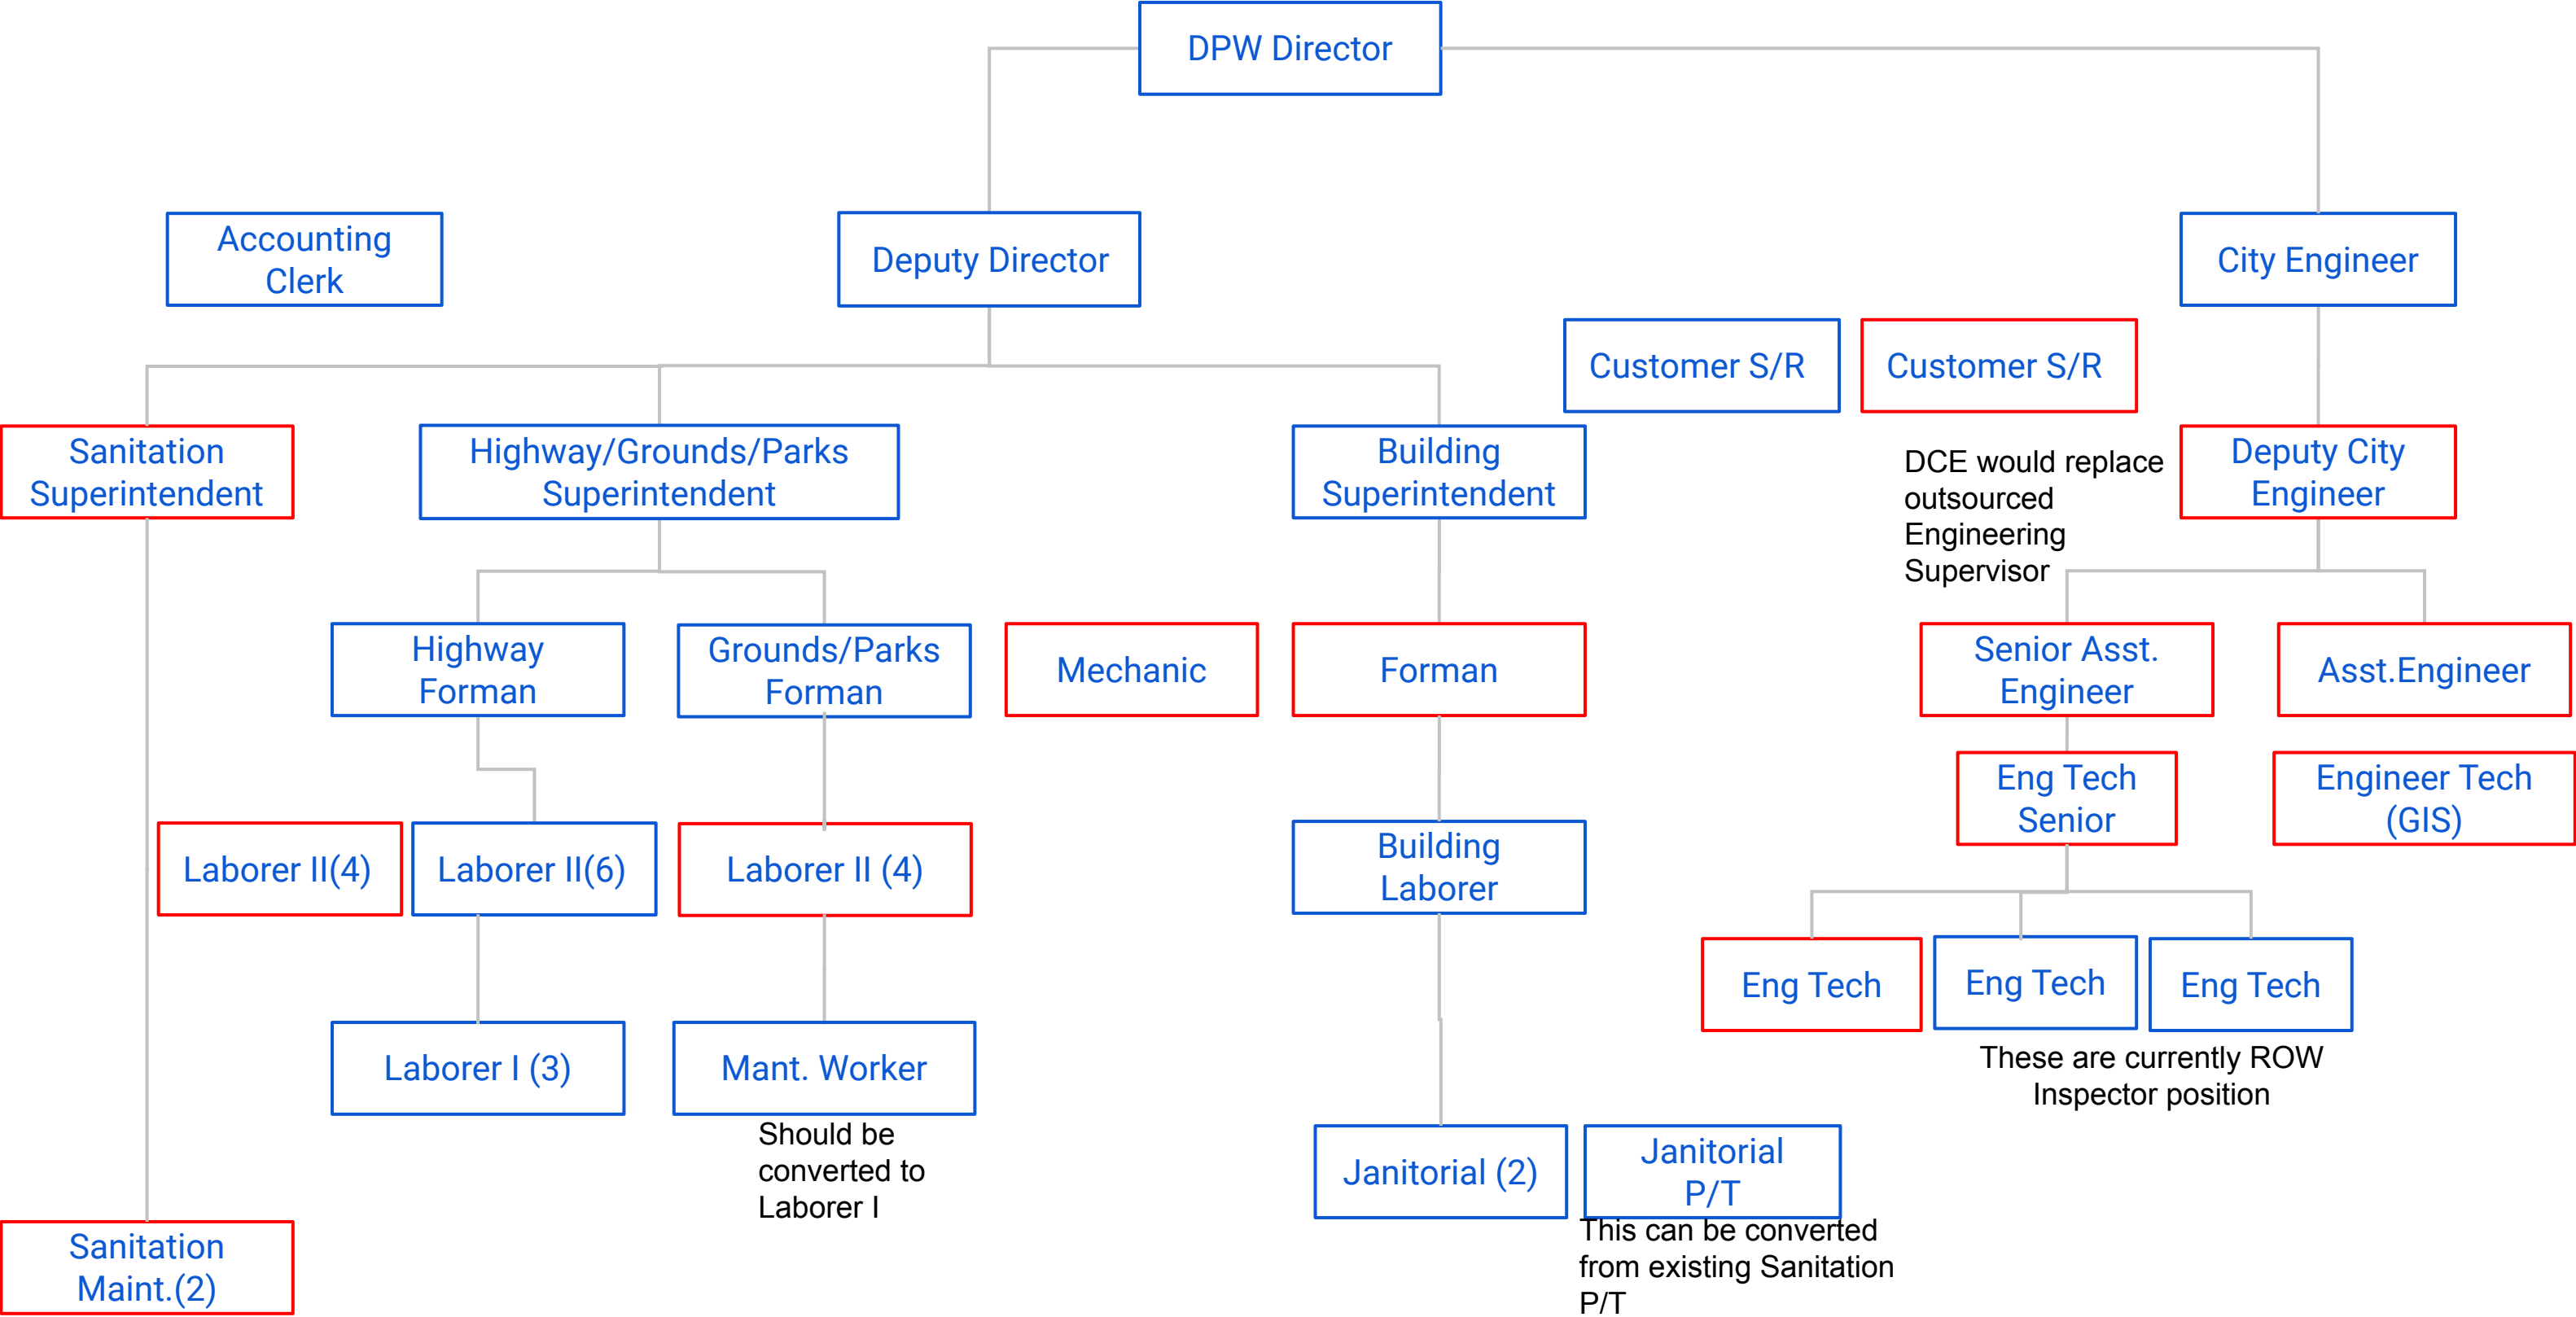 DPW Director
Accounting
Clerk
Deputy Director
City Engineer
Customer S/R
Customer S/R
Sanitation
Superintendent
Highway/Grounds/Parks
Superintendent
Building
Superintendent
DCE would replace
outsourced
Engineering
Supervisor
Deputy City
Engineer
Highway
Forman
Grounds/Parks
Forman
Mechanic
Forman
Senior Asst.
Engineer
Asst.Engineer
Eng Tech
Senior
Engineer Tech
(GIS)
Laborer II(4)
Laborer II(6)
Laborer II (4)
Building
Laborer
Eng Tech
Eng Tech
Eng Tech
These are currently ROW
Inspector position
Laborer I (3)
Mant. Worker
Should be
converted to
Laborer I
Janitorial (2)
Janitorial
P/T
This can be converted
from existing Sanitation
P/T
Sanitation
Maint.(2)